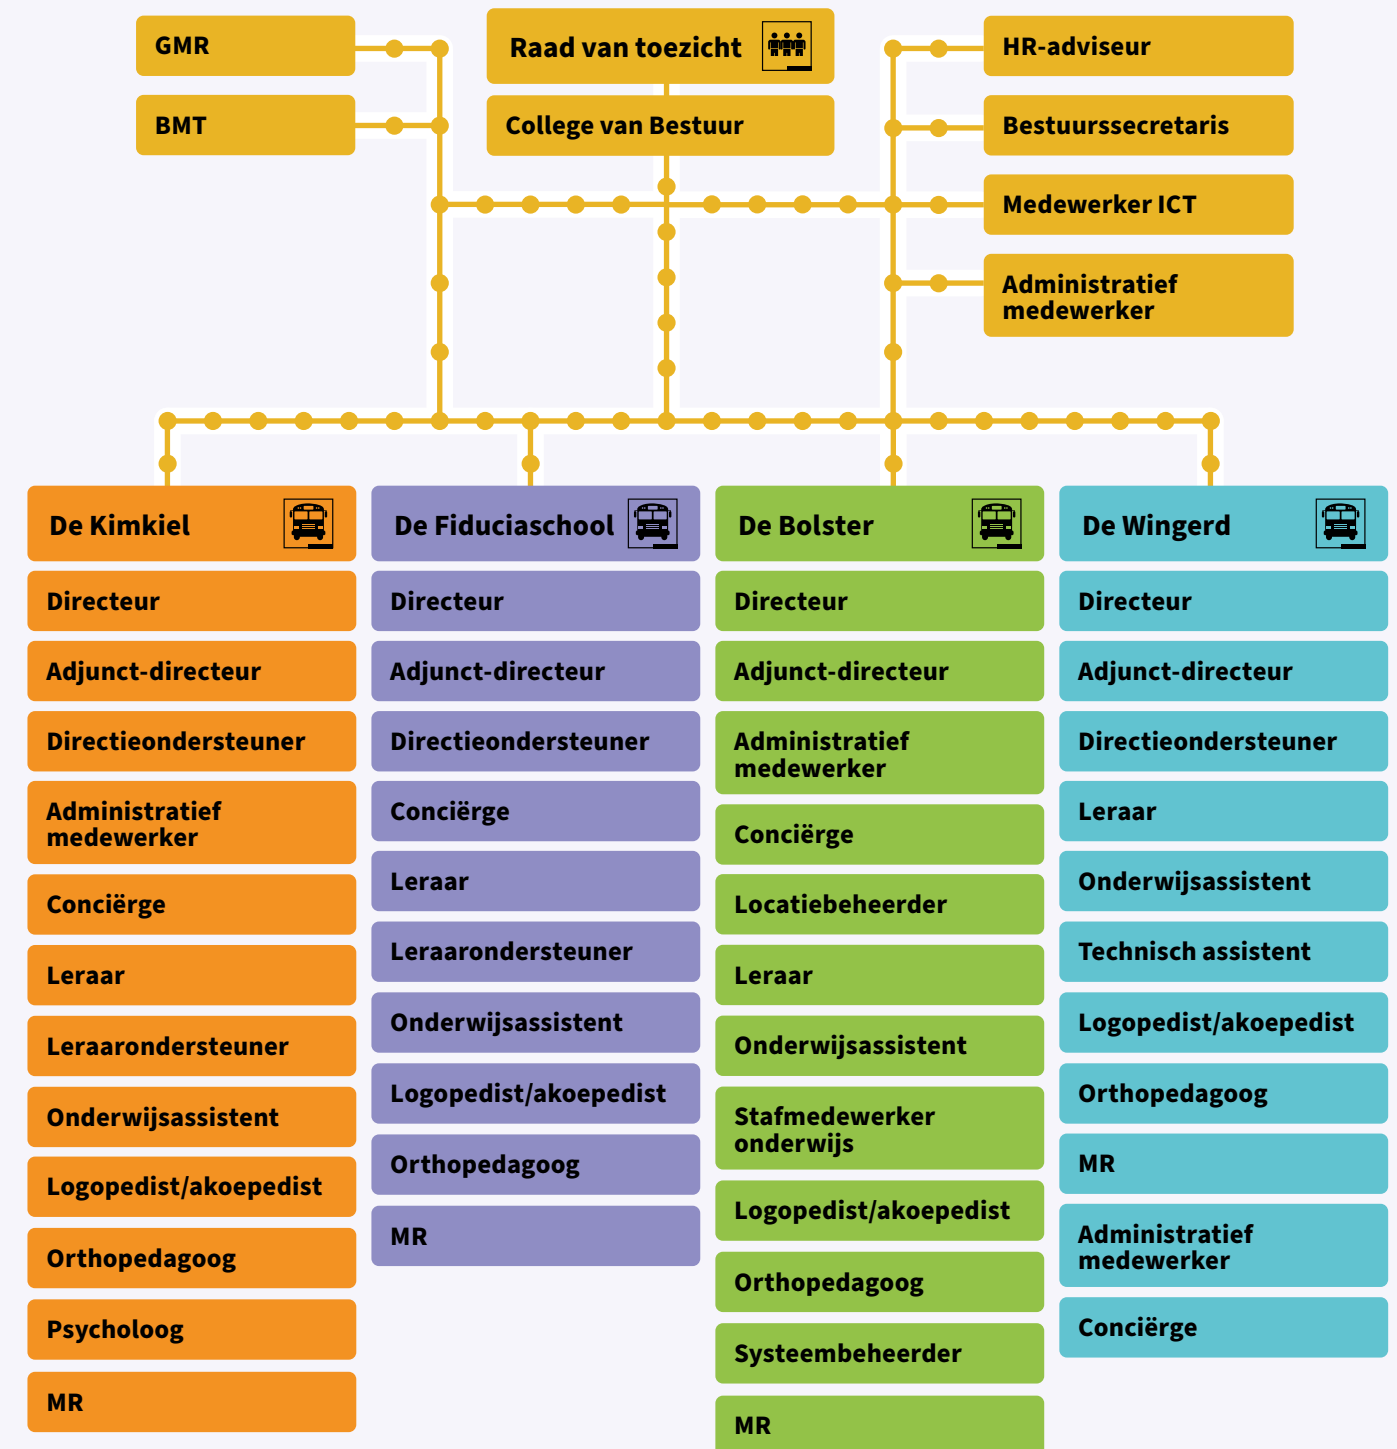 GMR
BMT
Raad van toezicht
College van Bestuur
HR-adviseur
Bestuurssecretaris
Medewerker ICT
Administratief
medewerker
De Kimkiel
Directeur
Adjunct-directeur
Directieondersteuner
Administratief
medewerker
Conciërge
Leraar
Leraarondersteuner
Onderwijsassistent
Logopedist/akoepedist
Orthopedagoog
Psycholoog
MR
De Fiduciaschool
Directeur
Adjunct-directeur
Directieondersteuner
Conciërge
Leraar
Leraarondersteuner
Onderwijsassistent
Logopedist/akoepedist
Orthopedagoog
MR
De Bolster
Directeur
Adjunct-directeur
Administratief
medewerker
Conciërge
Locatiebeheerder
Leraar
Onderwijsassistent
Stafmedewerker
onderwijs
Logopedist/akoepedist
Orthopedagoog
Systeembeheerder
MR
De Wingerd
Directeur
Adjunct-directeur
Directieondersteuner
Leraar
Onderwijsassistent
Technisch assistent
Logopedist/akoepedist
Orthopedagoog
MR
Administratief
medewerker
Conciërge